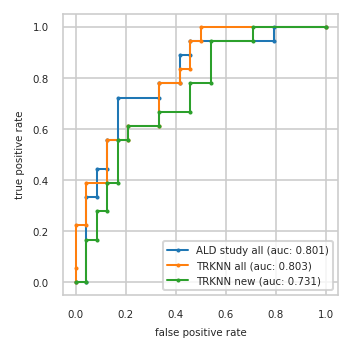 1.0
0.8
0.6
0.4
0.2
0.0
true positive rate
ALD study all (auc: 0.801)
TRKNN all (auc: 0.803)
TRKNN new (auc: 0.731)
0.0 0.2 0.4 0.6 0.8 1.0
false positive rate